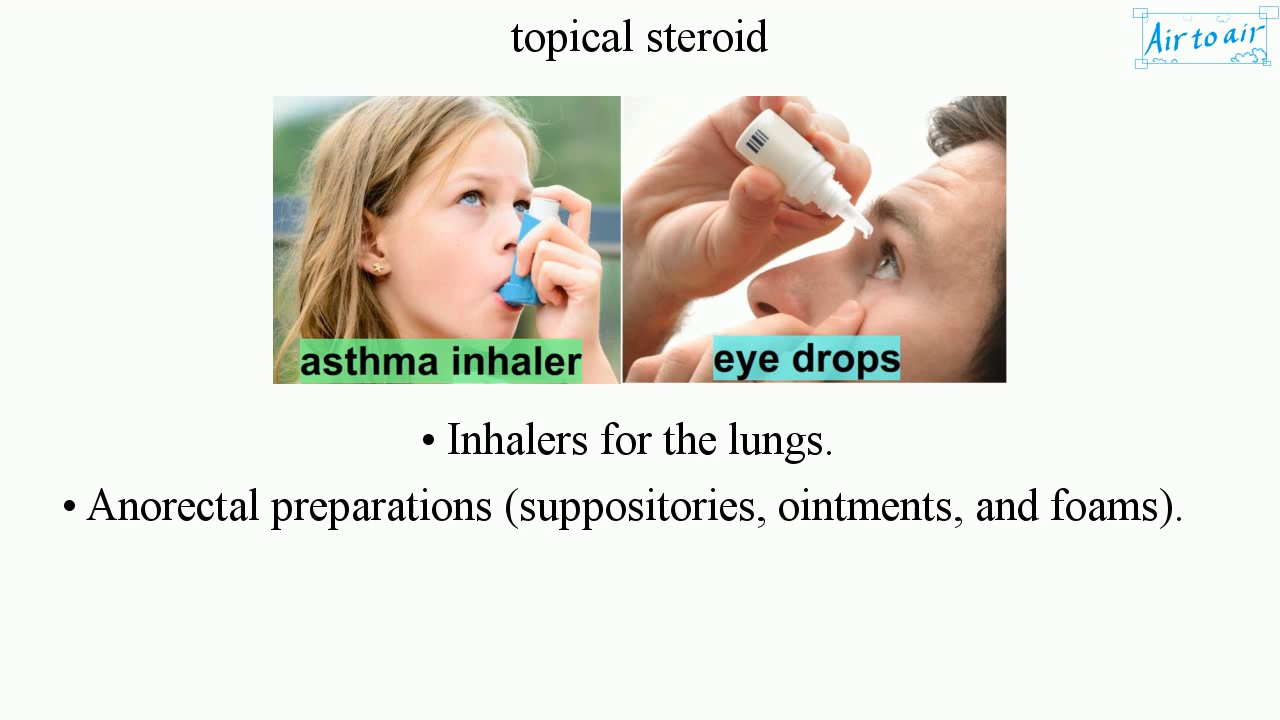 topical steroid
Air to air
asthma inhaler
eye drops
• Inhalers for the lungs.
• Anorectal preparations (suppositories, ointments, and foams).